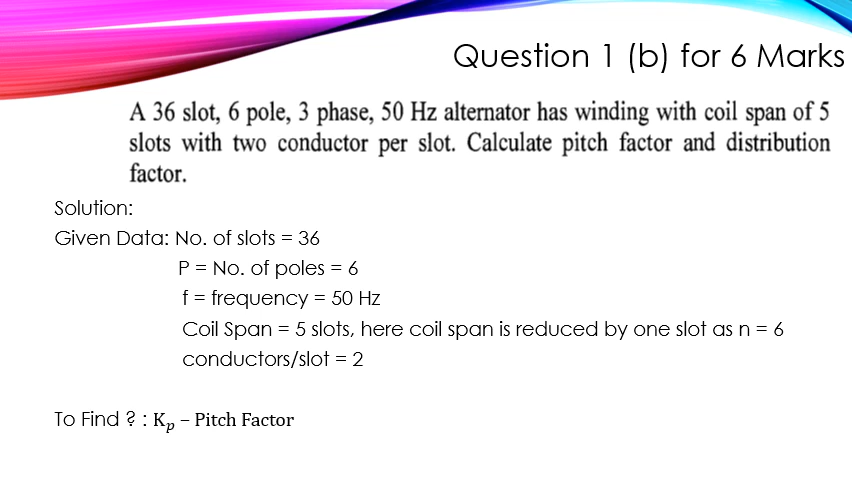 Question 1 (b) for 6 Marks
A 36 slot, 6 pole, 3 phase, 50 Hz alternator has winding with coil span of 5
slots with two conductor per slot. Calculate pitch factor and distribution
factor.
Solution:
Given Data: No. of slots = 36
P = No. of poles = 6
f = frequency = 50 Hz
Coil Span = 5 slots, here coil span is reduced by one slot as n = 6
conductors/slot = 2
To Find ? : Kₚ – Pitch Factor